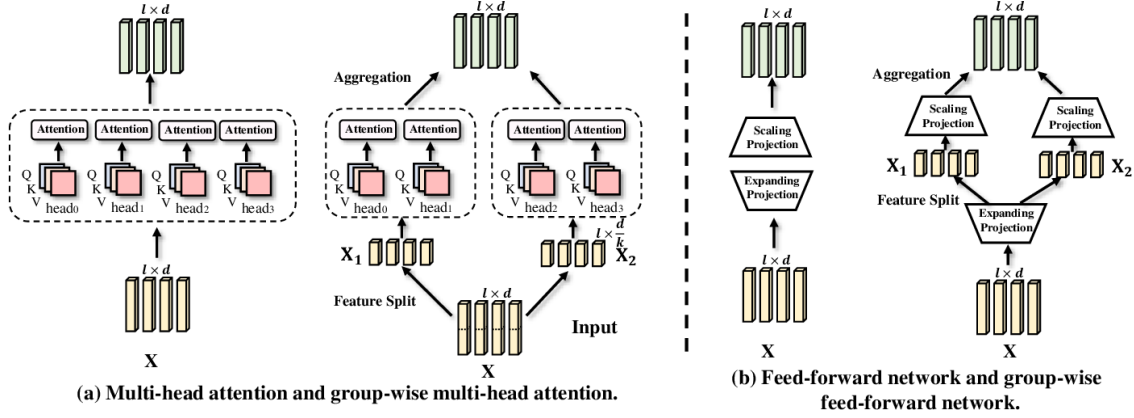 l × d
Attention Attention Attention Attention
Q
K
V
head0 head1 head2 head3
l × d
X
l × d
Aggregation
Attention Attention Attention Attention
Q
K
V
head0 head1
Q
K
V
head2 head3
X1
l × d/k
X2
Feature Split
l × d
Input
X
(a) Multi-head attention and group-wise multi-head attention.
l × d
Scaling
Projection
Expanding
Projection
l × d
X
l × d
Aggregation
Scaling
Projection
Scaling
Projection
X1
X2
Feature Split
Expanding
Projection
l × d
X
(b) Feed-forward network and group-wise
feed-forward network.